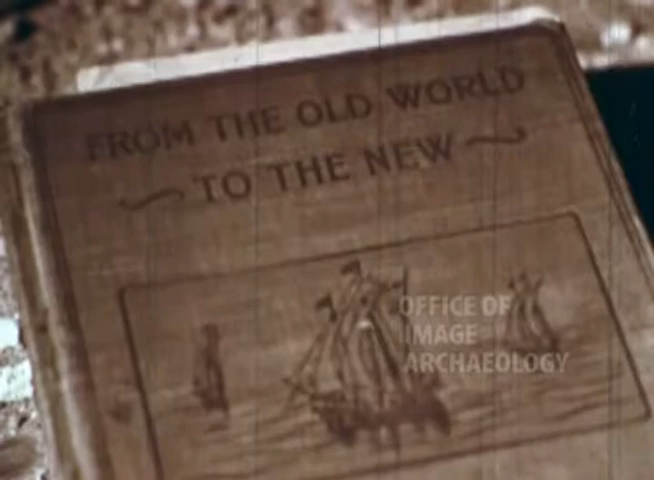 FROM THE OLD WORLD
TO THE NEW
OFFICE OF
IMAGE
ARCHAEOLOGY